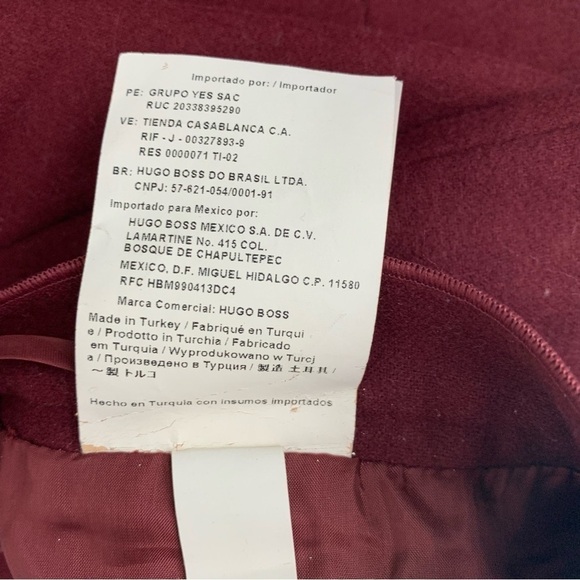 Importado por: / Importador
PE: GRUPO YES SAC
RUC 20338395290
VE: TIENDA CASABLANCA C.A.
RIF - J - 00327893-9
RES 0000071 TI-02
BR: HUGO BOSS DO BRASIL LTDA.
CNPJ: 57-621-054/0001-91
Importado para Mexico por:
HUGO BOSS MEXICO S.A. DE C.V.
LAMARTINE No. 415 COL.
BOSQUE DE CHAPULTEPEC
MEXICO, D.F. MIGUEL HIDALGO C.P. 11580
RFC HBM990413DC4
Marca Comercial: HUGO BOSS
Made in Turkey / Fabriqué en Turqui
e / Prodotto in Turchia / Fabricado
em Turquia / Wyprodukowano w Turcj
a / Произведено в Турции / 製造 土耳其 /
～製 トルコ
Hecho en Turquia con insumos importados